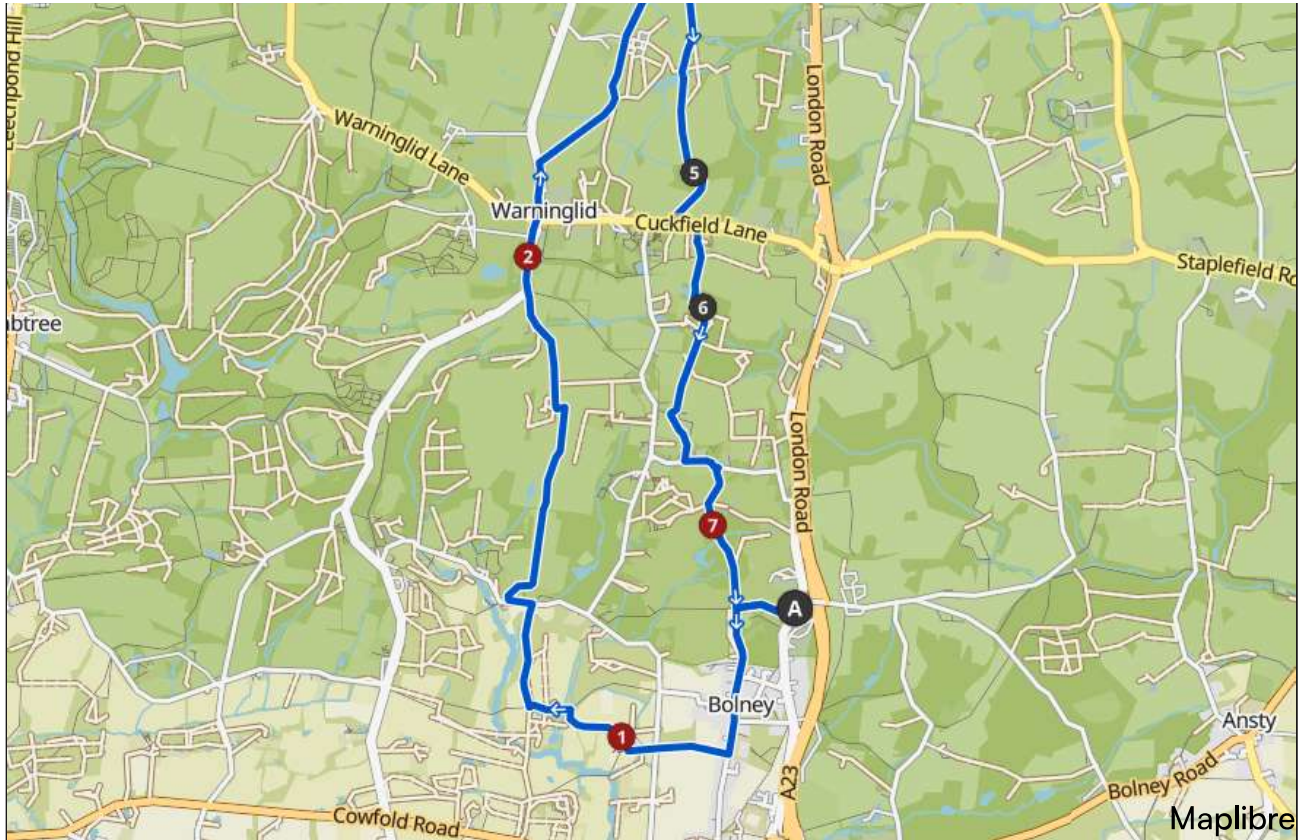 Leechpond Hill
London Road
Warninglid Lane
5
Warninglid
Cuckfield Lane
2
Staplefield Ro
6
abtree
London Road
7
A
Bolney
1
Ansty
A23
Bolney Road
Cowfold Road
Maplibre